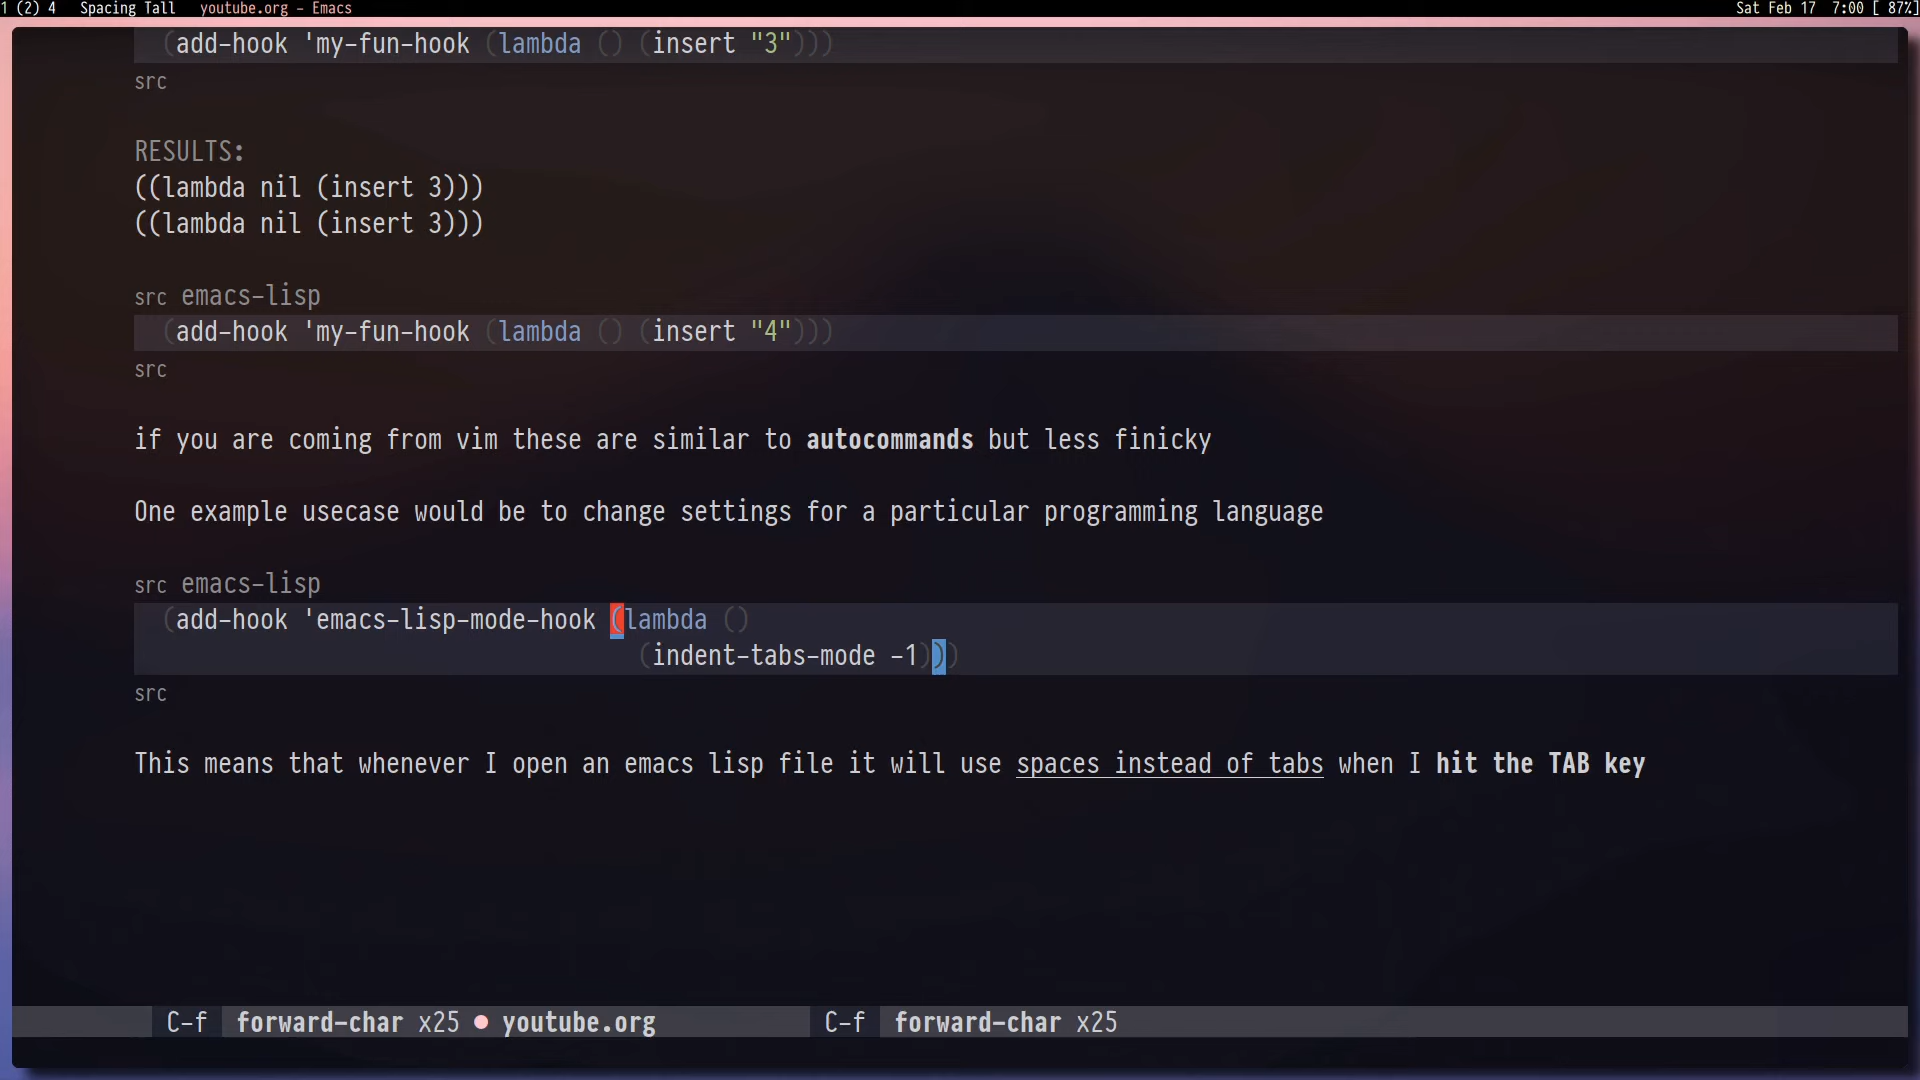 1 (2) 4 Spacing Tall youtube.org - Emacs Sat Feb 17 7:00 [ 87%]
(add-hook 'my-fun-hook (lambda () (insert "3")))
src
RESULTS:
((lambda nil (insert 3)))
((lambda nil (insert 3)))
src emacs-lisp
(add-hook 'my-fun-hook (lambda () (insert "4")))
src
if you are coming from vim these are similar to autocommands but less finicky
One example usecase would be to change settings for a particular programming language
src emacs-lisp
(add-hook 'emacs-lisp-mode-hook (lambda ()
(indent-tabs-mode -1)))
src
This means that whenever I open an emacs lisp file it will use spaces instead of tabs when I hit the TAB key
C-f forward-char x25 youtube.org C-f forward-char x25